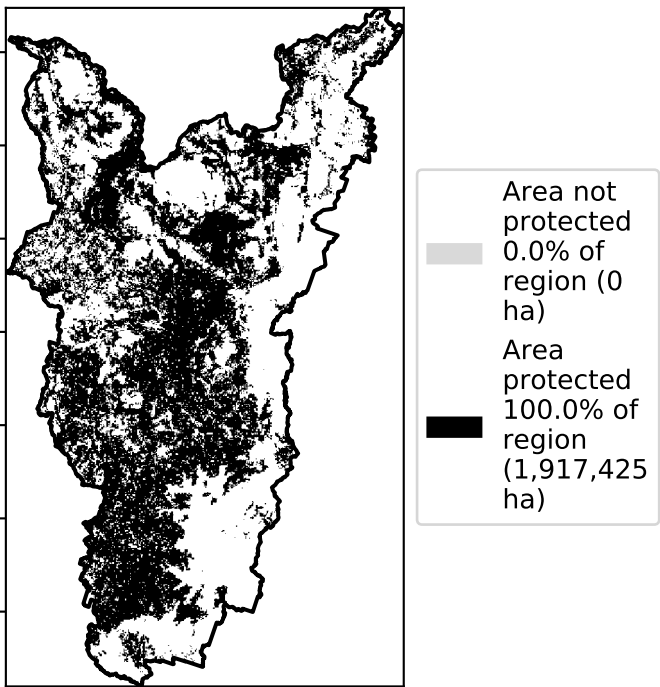 Area not
protected
0.0% of
region (0
ha)
Area
protected
100.0% of
region
(1,917,425
ha)